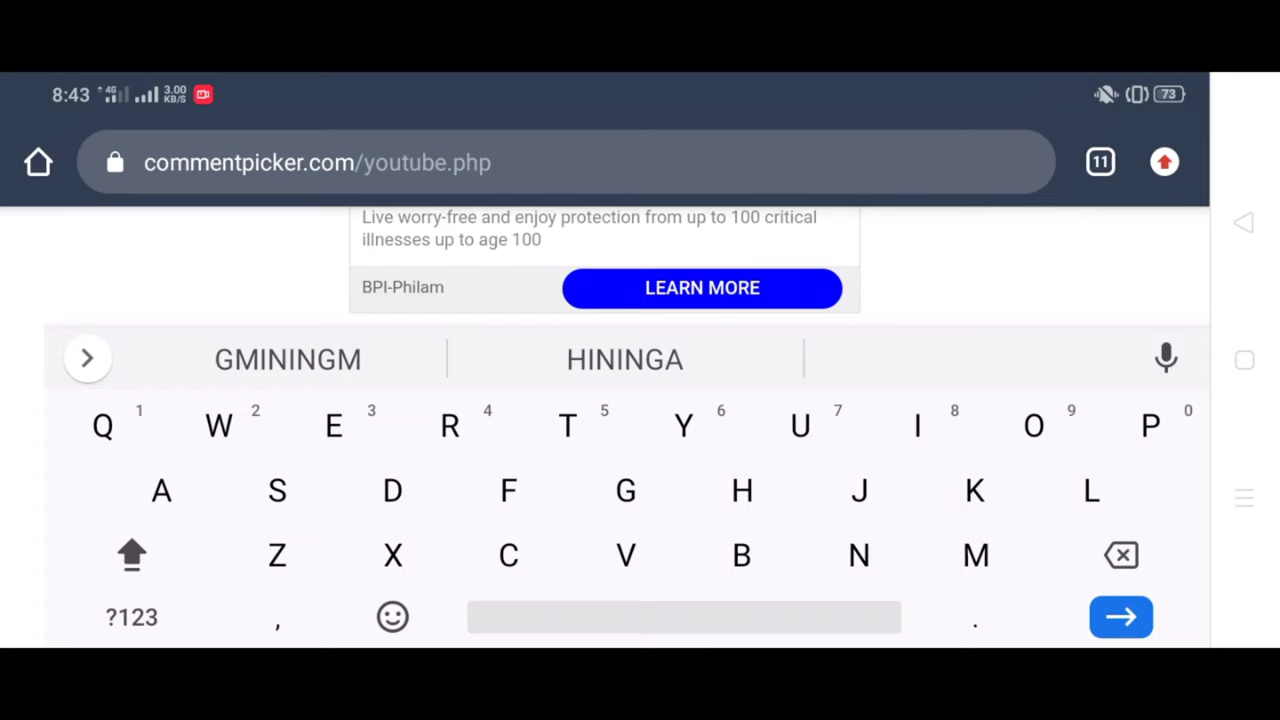 8:43 4G 3.00 KB/S 73
commentpicker.com/youtube.php 11
Live worry-free and enjoy protection from up to 100 critical
illnesses up to age 100
BPI-Philam LEARN MORE
GMININGM HININGA
Q 1 W 2 E 3 R 4 T 5 Y 6 U 7 I 8 O 9 P 0
A S D F G H J K L
Z X C V B N M
?123 , .